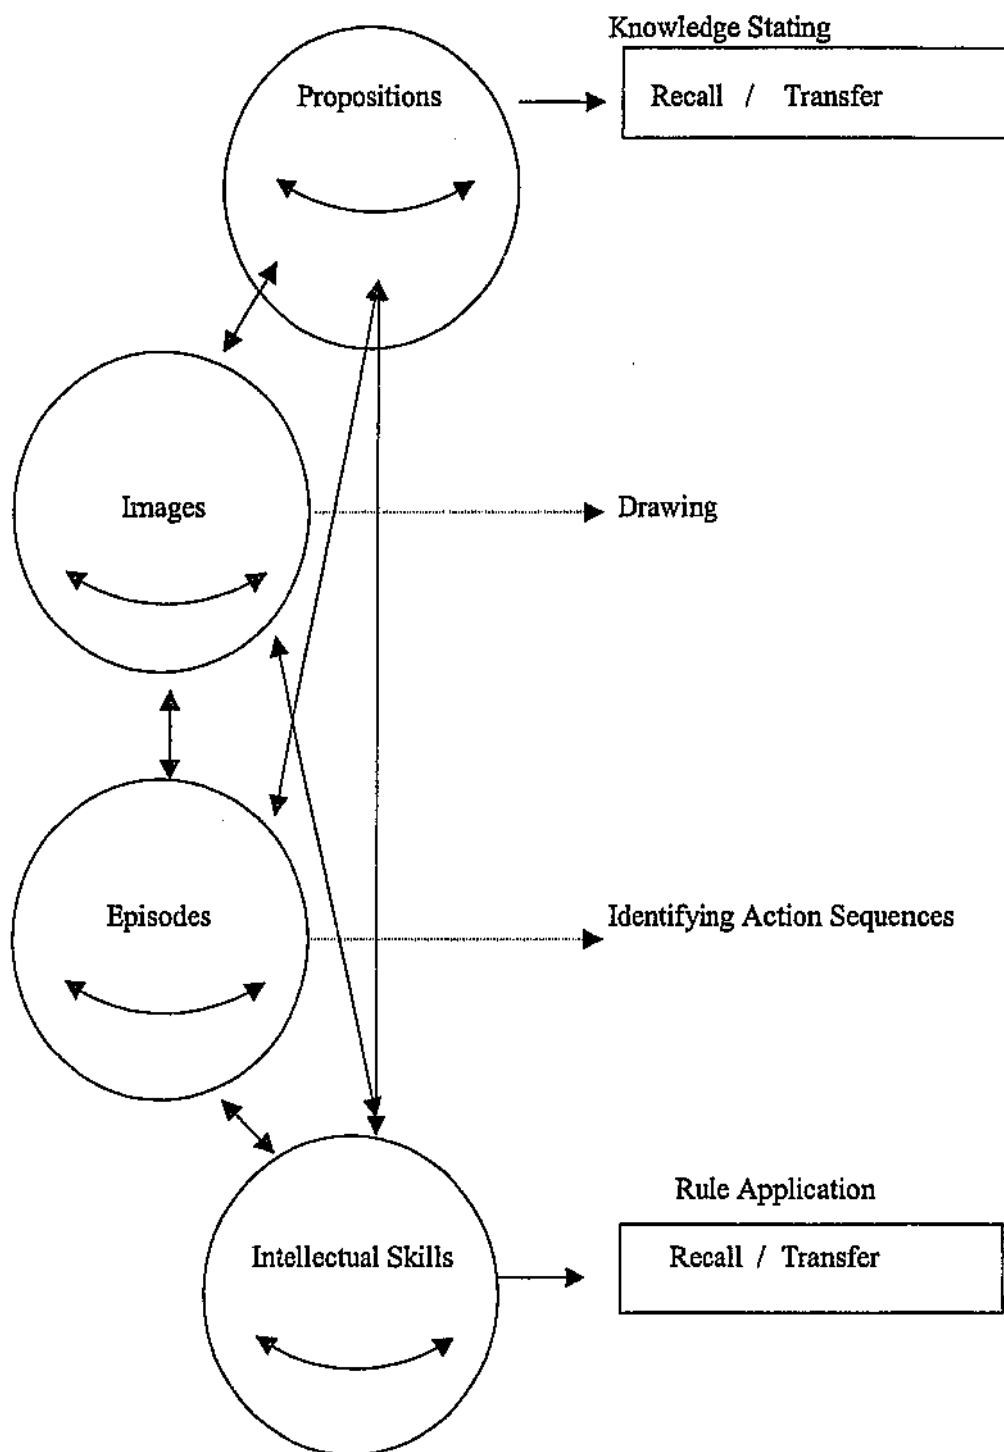 Knowledge Stating
Propositions
Recall / Transfer
Images
Drawing
Episodes
Identifying Action Sequences
Rule Application
Intellectual Skills
Recall / Transfer